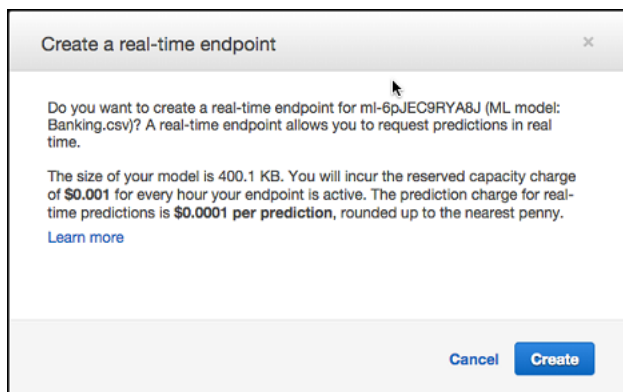 Create a real-time endpoint
×
Do you want to create a real-time endpoint for ml-6pJEC9RYA8J (ML model:
Banking.csv)? A real-time endpoint allows you to request predictions in real
time.
The size of your model is 400.1 KB. You will incur the reserved capacity charge
of $0.001 for every hour your endpoint is active. The prediction charge for real-
time predictions is $0.0001 per prediction, rounded up to the nearest penny.
Learn more
Cancel Create